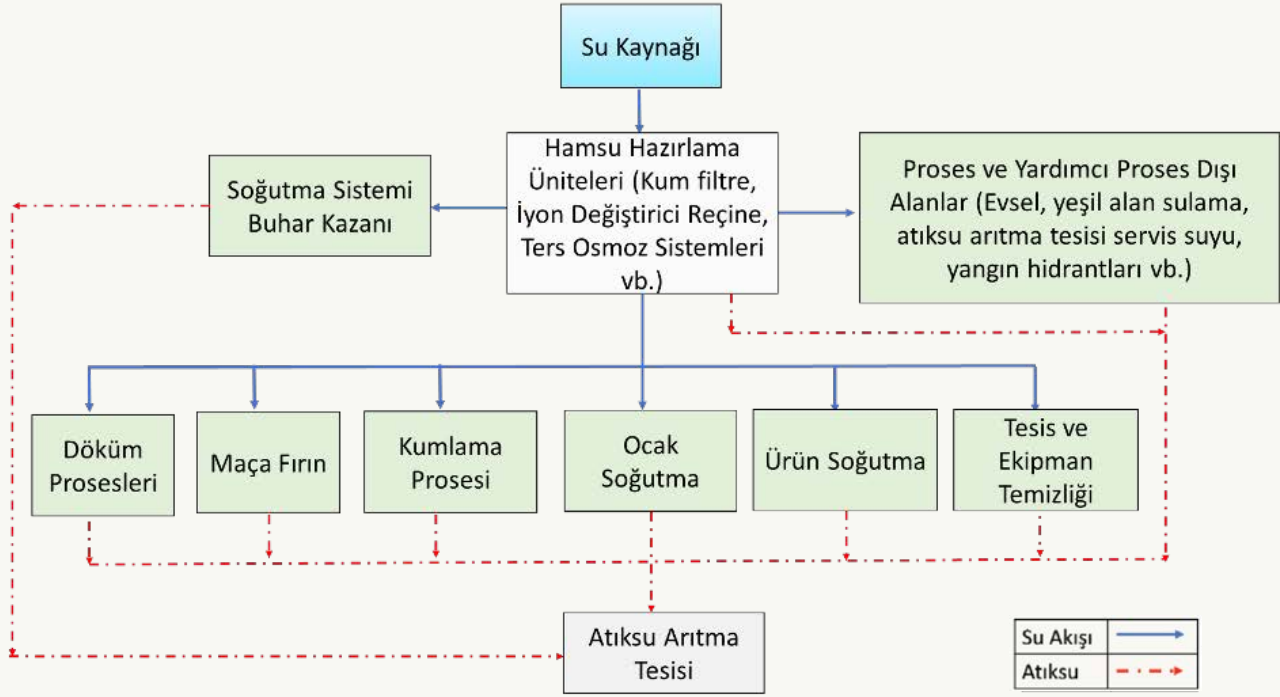 Su Kaynağı
Hamsu Hazırlama
Üniteleri (Kum filtre,
İyon Değiştirici Reçine,
Ters Osmoz Sistemleri
vb.)
Soğutma Sistemi
Buhar Kazanı
Proses ve Yardımcı Proses Dışı
Alanlar (Evsel, yeşil alan sulama,
atıksu arıtma tesisi servis suyu,
yangın hidrantları vb.)
Döküm
Prosesleri
Maça Fırın
Kumlama
Prosesi
Ocak
Soğutma
Ürün Soğutma
Tesis ve
Ekipman
Temizliği
Atıksu Arıtma
Tesisi
Su Akışı
Atıksu